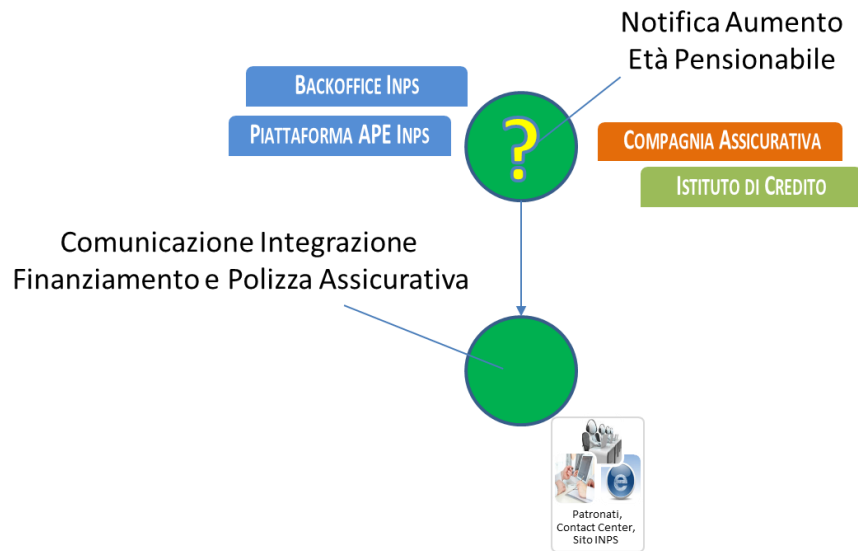 Notifica Aumento
Età Pensionabile
BACKOFFICE INPS
PIATTAFORMA APE INPS
?
COMPAGNIA ASSICURATIVA
ISTITUTO DI CREDITO
Comunicazione Integrazione
Finanziamento e Polizza Assicurativa
e
Patronati,
Contact Center,
Sito INPS